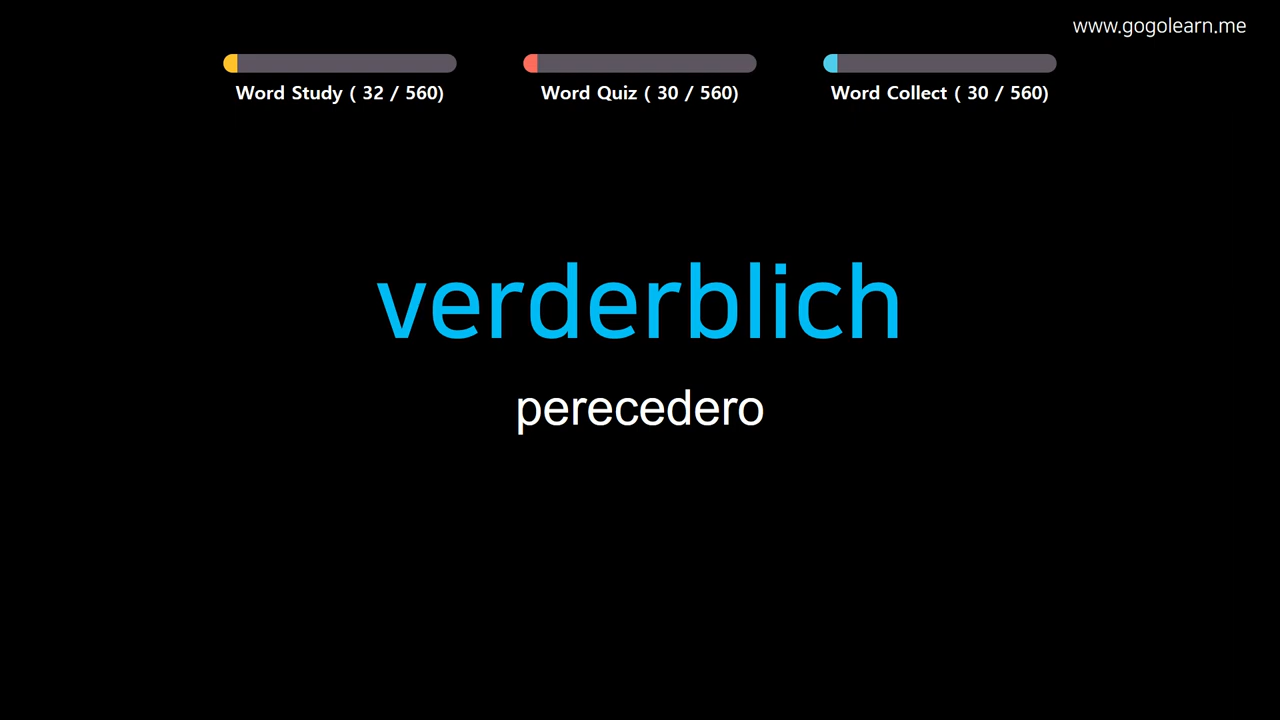 www.gogolearn.me
Word Study ( 32 / 560)
Word Quiz ( 30 / 560)
Word Collect ( 30 / 560)
verderblich
perecedero